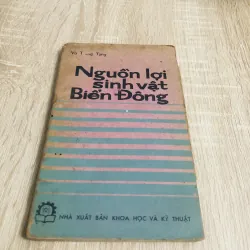 Nguồn lợi
sinh vật
Biển Đông
NHÀ XUẤT BẢN KHOA HỌC VÀ KỸ THUẬT